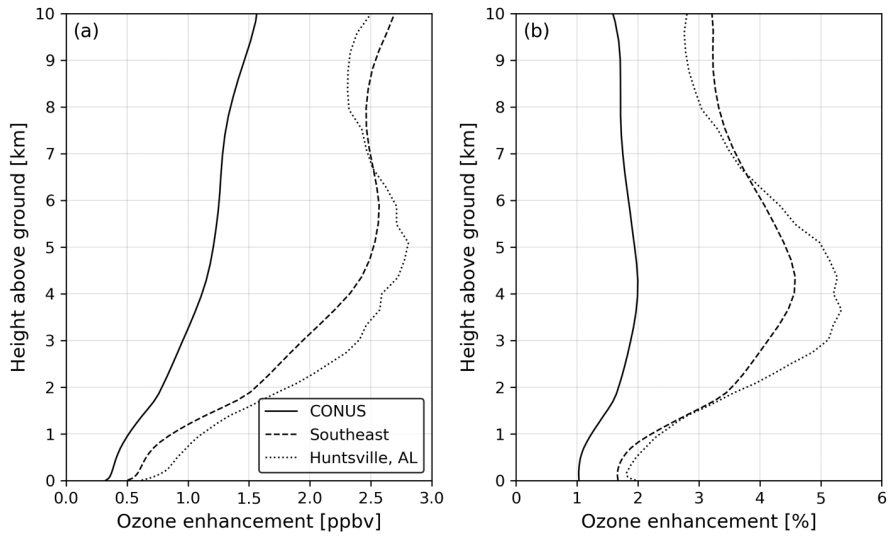 (a)
10
9
8
7
6
5
4
3
2
1
0
Height above ground [km]
CONUS
Southeast
Huntsville, AL
0.0 0.5 1.0 1.5 2.0 2.5 3.0
Ozone enhancement [ppbv]
(b)
10
9
8
7
6
5
4
3
2
1
0
Height above ground [km]
0 1 2 3 4 5 6
Ozone enhancement [%]